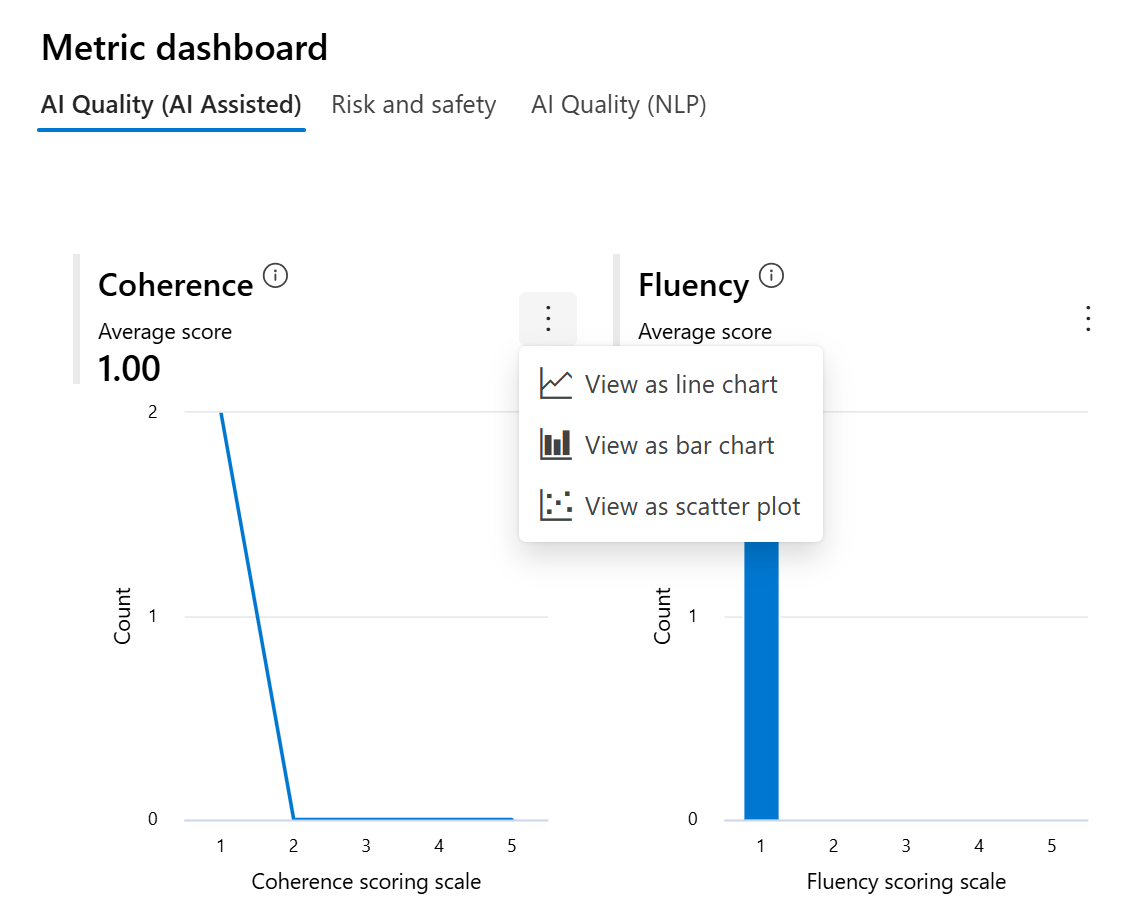 Metric dashboard
AI Quality (AI Assisted)
Risk and safety
AI Quality (NLP)
Coherence
Average score
1.00
2
1
0
Count
1
2
3
4
5
Coherence scoring scale
View as line chart
View as bar chart
View as scatter plot
Fluency
Average score
1
0
Count
1
2
3
4
5
Fluency scoring scale